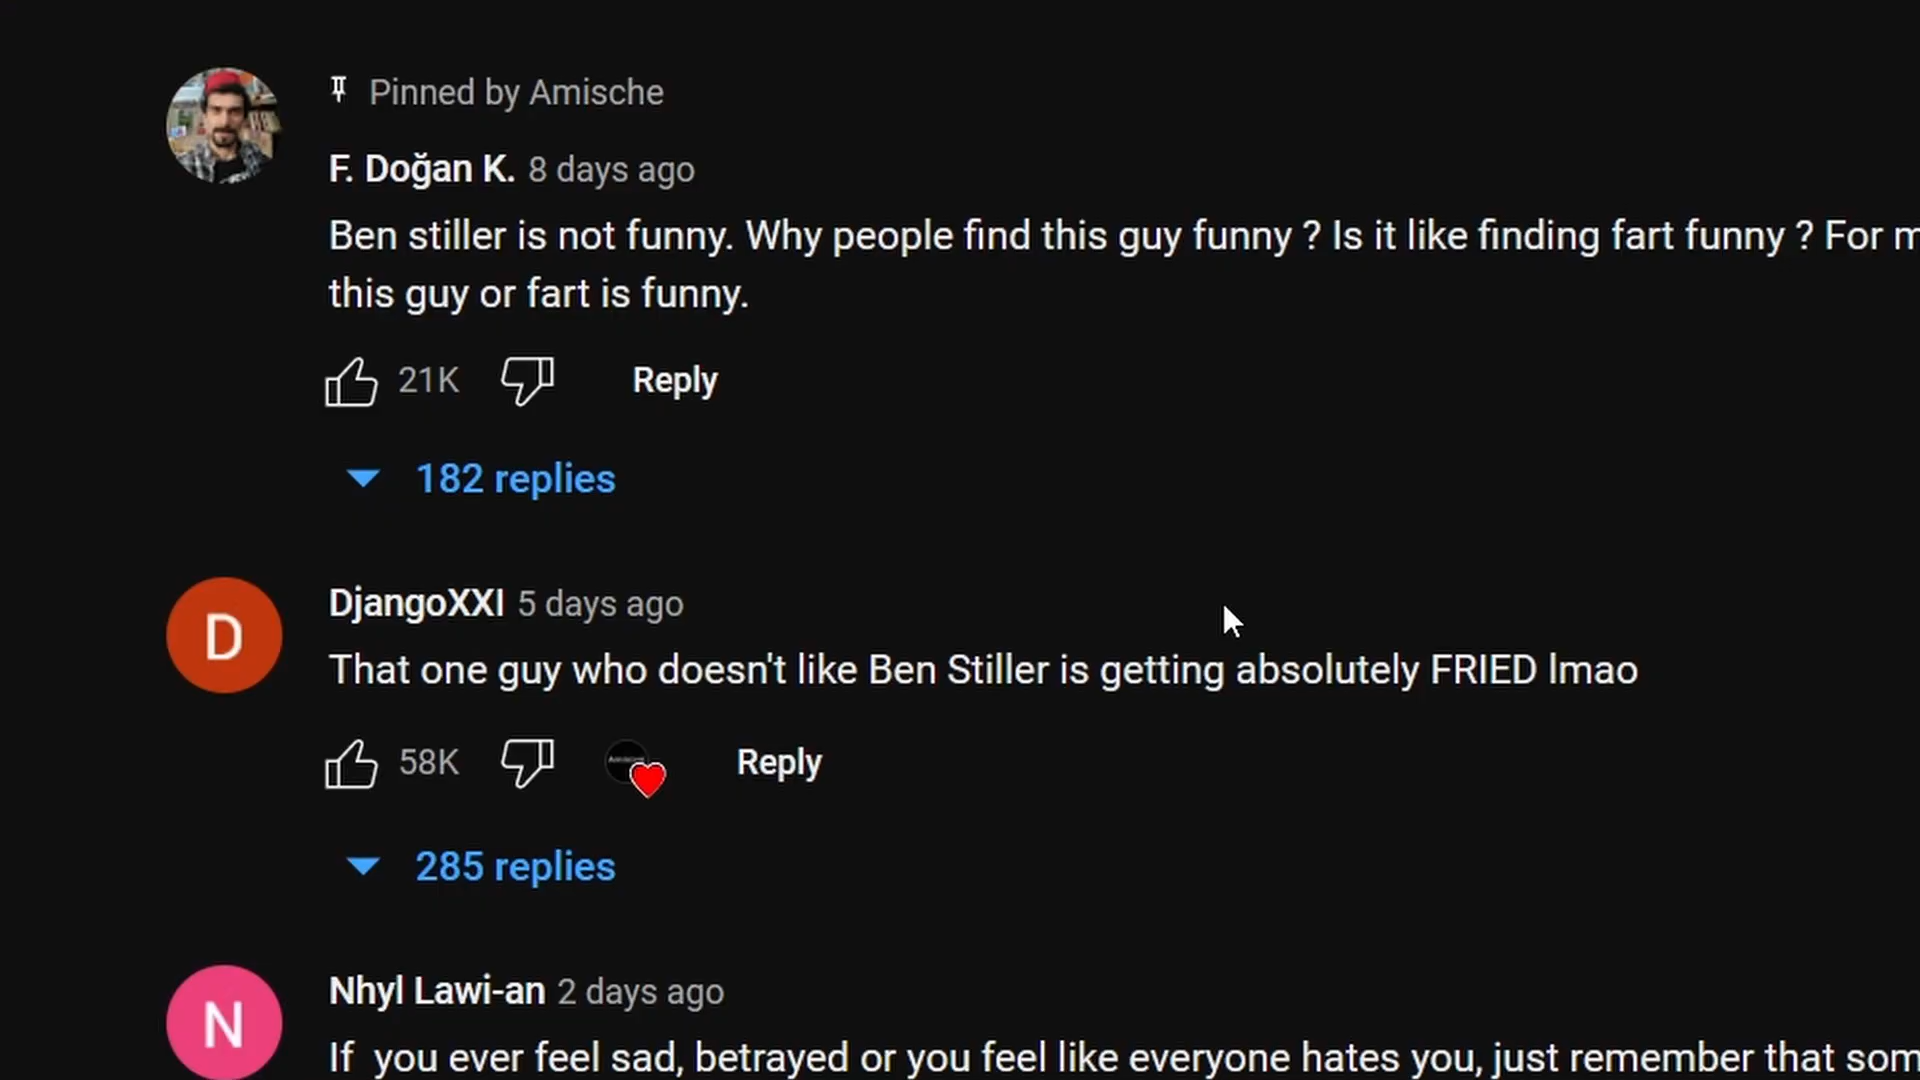 Pinned by Amische
F. Doğan K. 8 days ago
Ben stiller is not funny. Why people find this guy funny ? Is it like finding fart funny ? For
this guy or fart is funny.
21K Reply
182 replies
D
DjangoXXI 5 days ago
That one guy who doesn't like Ben Stiller is getting absolutely FRIED lmao
58K Reply
285 replies
N
Nhyl Lawi-an 2 days ago
If you ever feel sad, betrayed or you feel like everyone hates you, just remember that